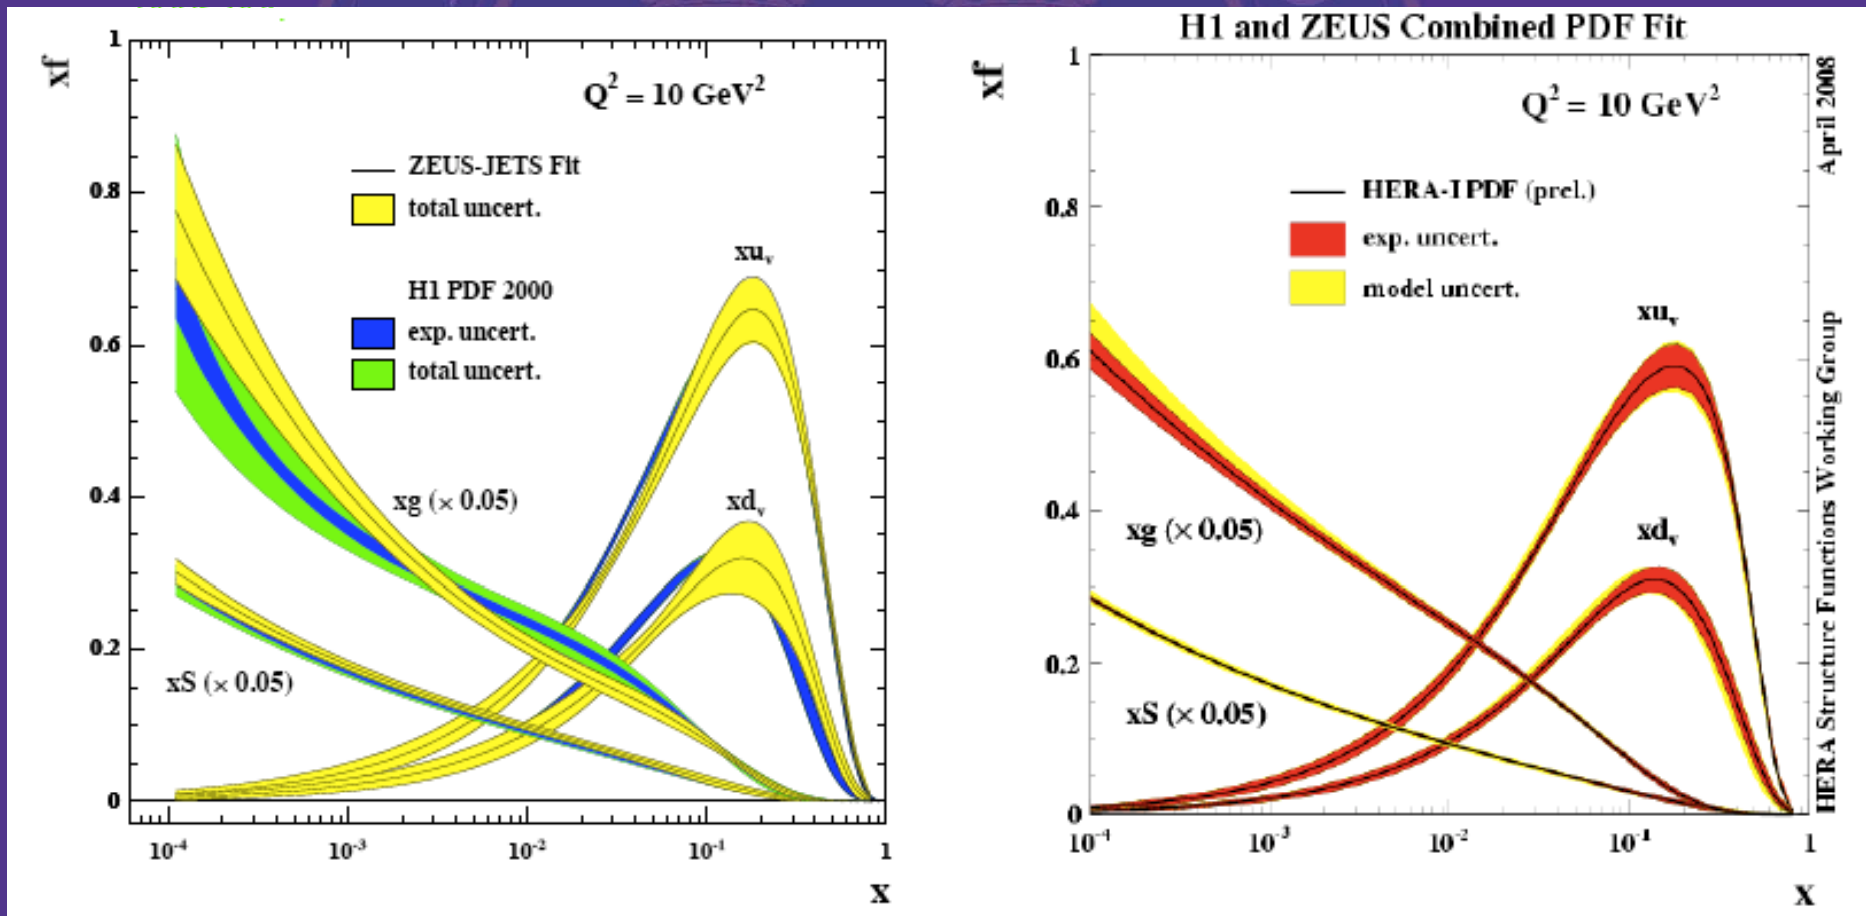 xf
1
0.8
0.6
0.4
0.2
0
Q² = 10 GeV²
ZEUS-JETS Fit
total uncert.
H1 PDF 2000
exp. uncert.
total uncert.
xuᵥ
xdᵥ
xg (× 0.05)
xS (× 0.05)
10⁻⁴ 10⁻³ 10⁻² 10⁻¹ 1
x
H1 and ZEUS Combined PDF Fit
xf
1
0.8
0.6
0.4
0.2
0
Q² = 10 GeV²
HERA-I PDF (prel.)
exp. uncert.
model uncert.
xuᵥ
xdᵥ
xg (× 0.05)
xS (× 0.05)
10⁻⁴ 10⁻³ 10⁻² 10⁻¹ 1
x
HERA Structure Functions Working Group April 2008